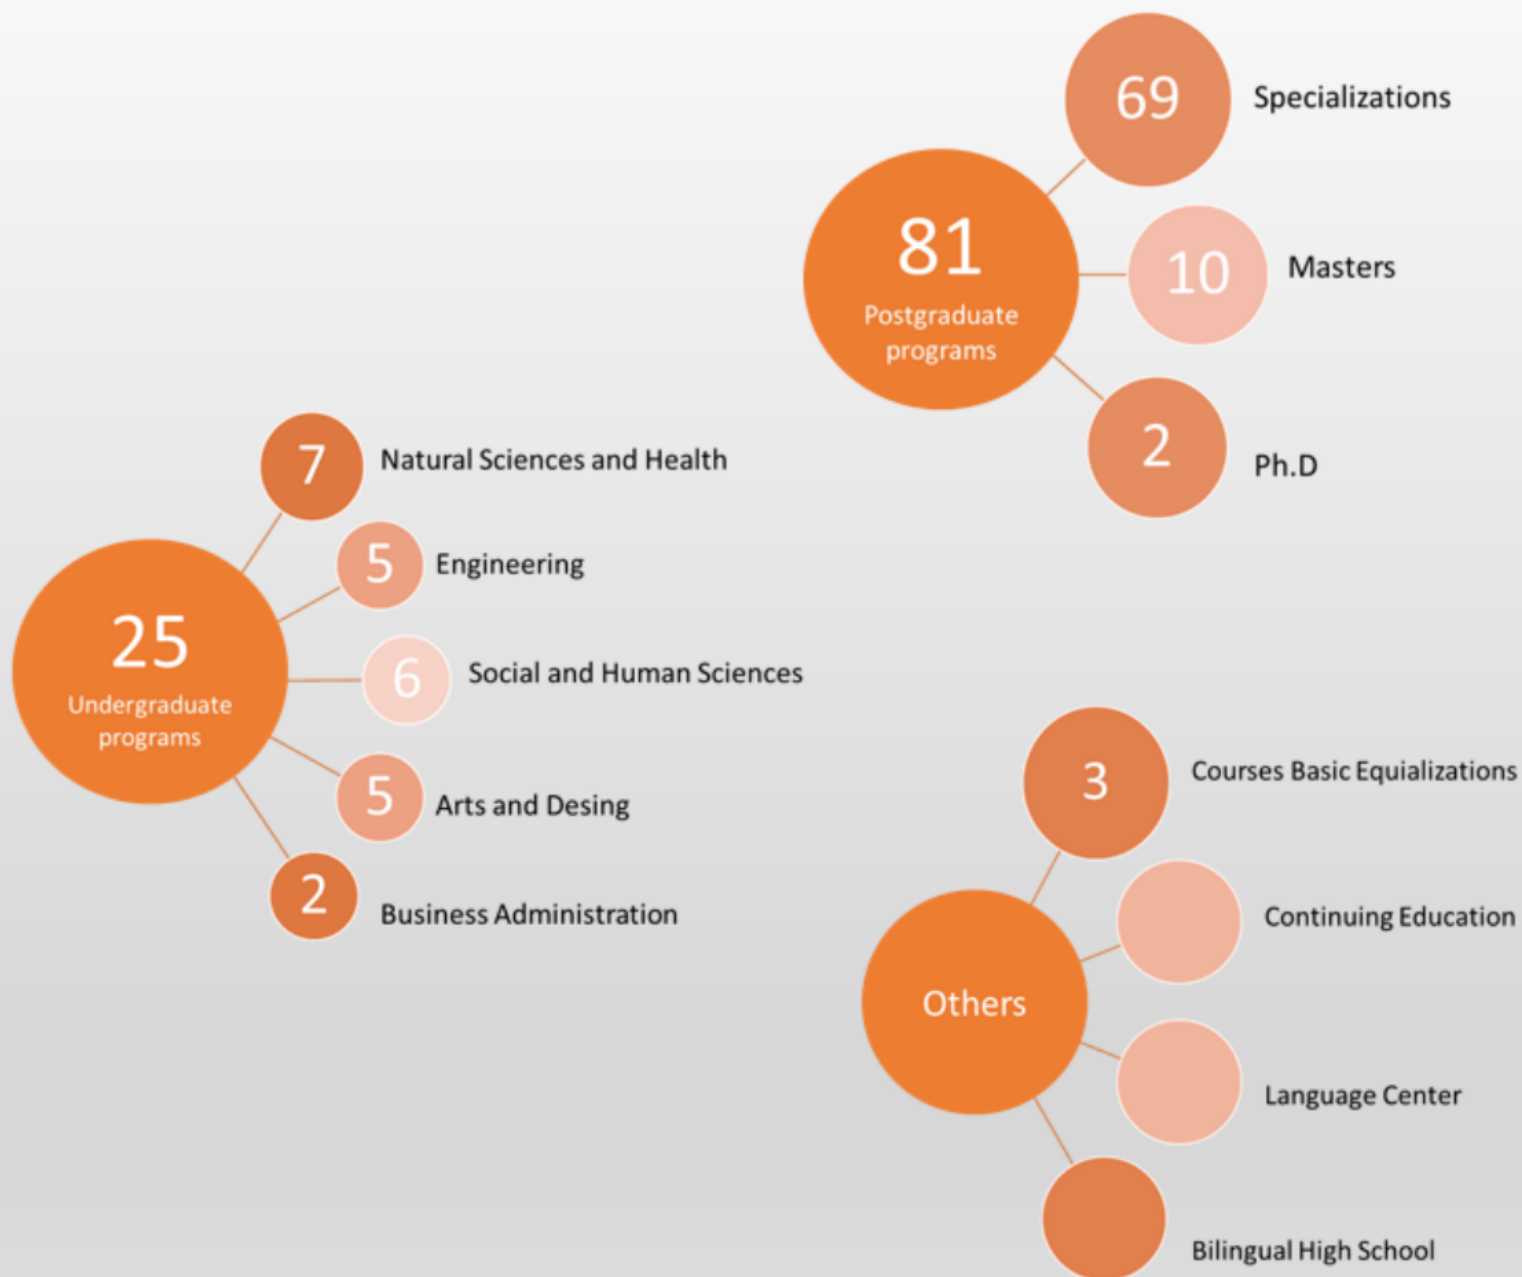 69
Specializations
81
Postgraduate
programs
10
Masters
2
Ph.D
7
Natural Sciences and Health
5
Engineering
25
Undergraduate
programs
6
Social and Human Sciences
5
Arts and Desing
2
Business Administration
3
Courses Basic Equializations
Continuing Education
Others
Language Center
Bilingual High School